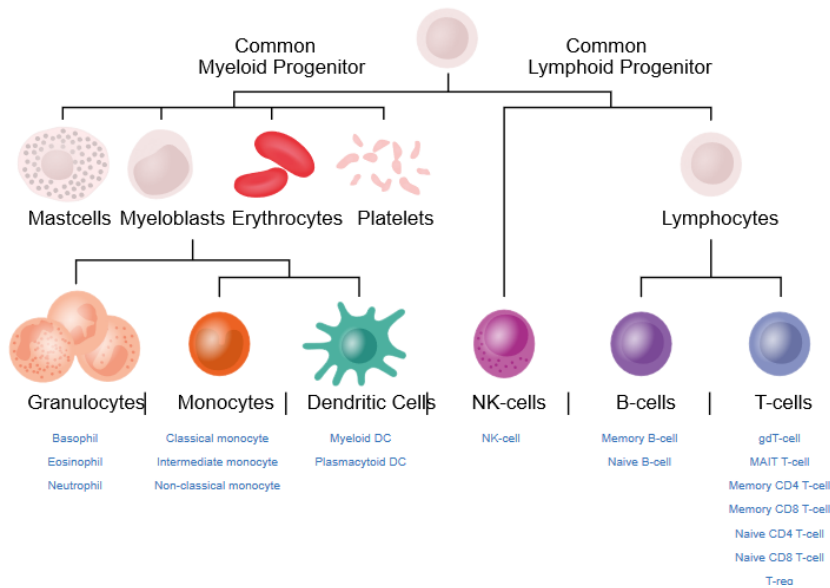 Common
Myeloid Progenitor
Common
Lymphoid Progenitor
Mastcells
Myeloblasts
Erythrocytes
Platelets
Lymphocytes
Granulocytes
Monocytes
Dendritic Cells
NK-cells
B-cells
T-cells
Basophil
Eosinophil
Neutrophil
Classical monocyte
Intermediate monocyte
Non-classical monocyte
Myeloid DC
Plasmacytoid DC
NK-cell
Memory B-cell
Naive B-cell
gdT-cell
MAIT T-cell
Memory CD4 T-cell
Memory CD8 T-cell
Naive CD4 T-cell
Naive CD8 T-cell
T-reg